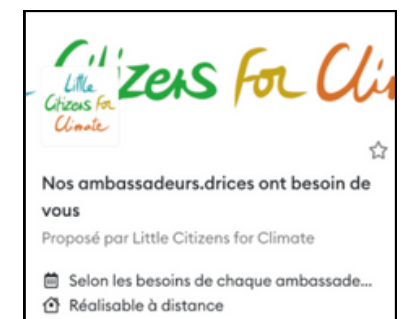 Citizens For Clim
Little
Citizens For
Climate
Nos ambassadeurs.drices ont besoin de
vous
Proposé par Little Citizens for Climate
Selon les besoins de chaque ambassade...
Réalisable à distance